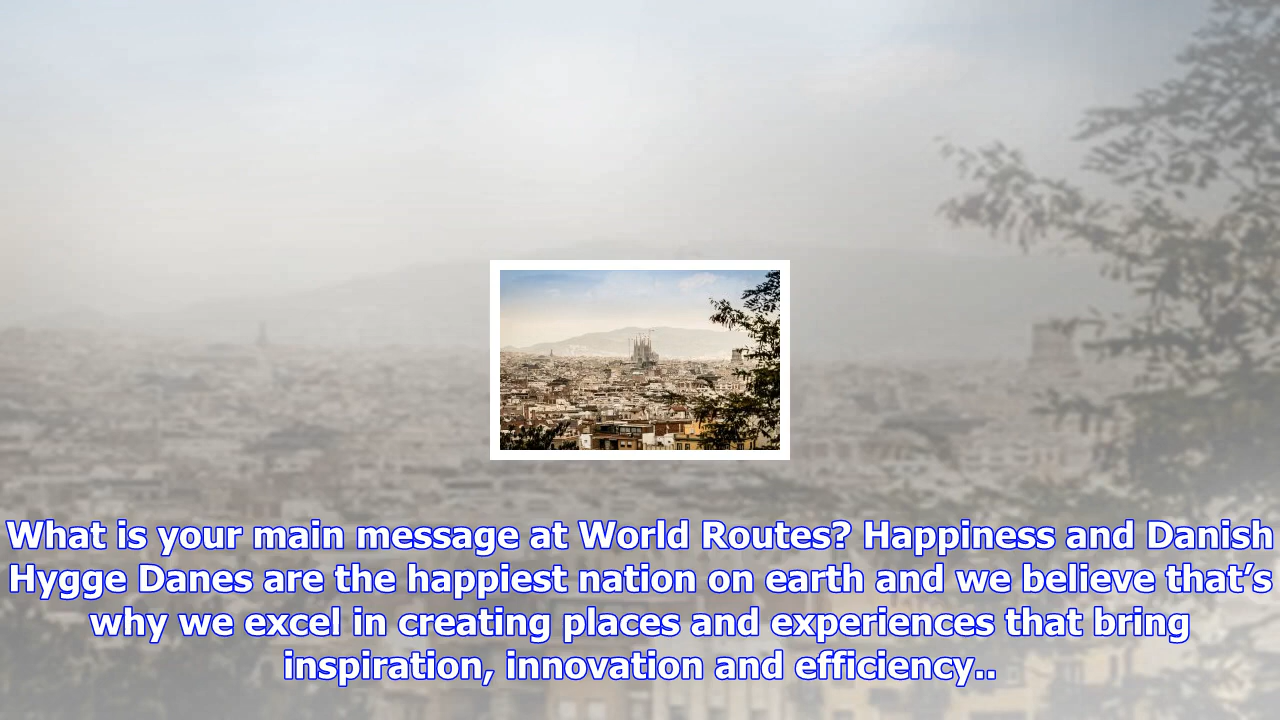 What is your main message at World Routes? Happiness and Danish
Hygge Danes are the happiest nation on earth and we believe that’s
why we excel in creating places and experiences that bring
inspiration, innovation and efficiency..